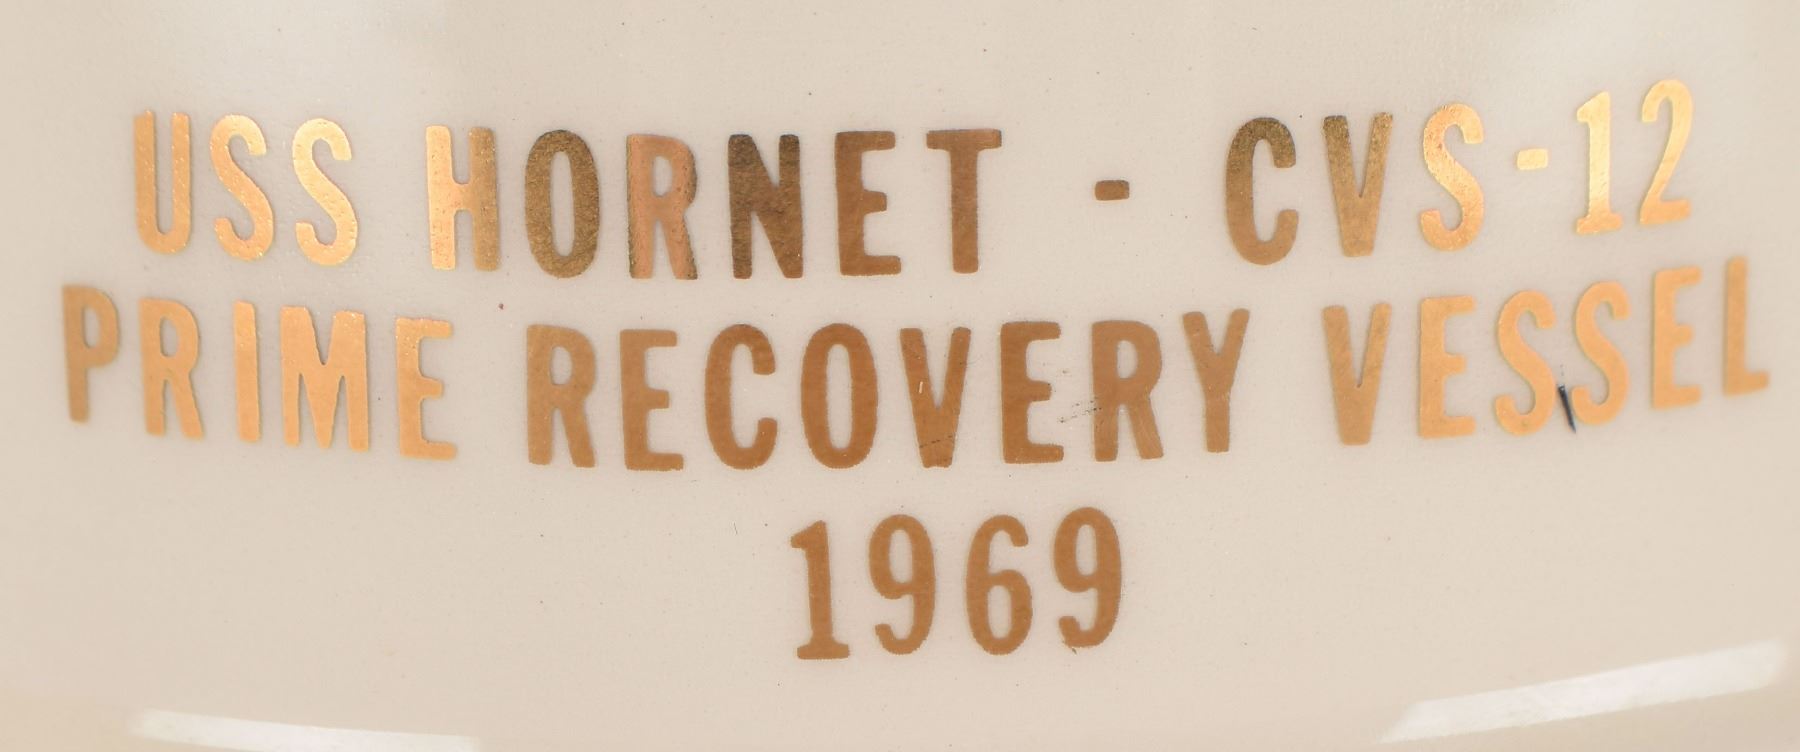 USS HORNET - CVS-12
PRIME RECOVERY VESSEL
1969